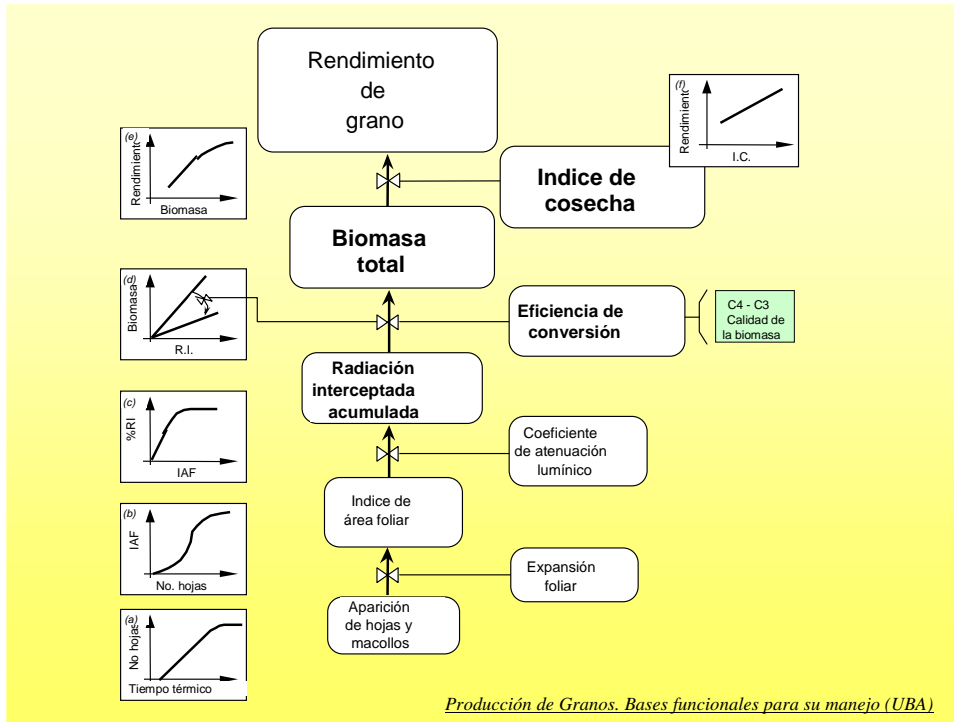 Rendimiento
de
grano
(f)
Rendimiento
I.C.
(e)
Rendimiento
Biomasa
Indice de
cosecha
Biomasa
total
(d)
Biomasa
R.I.
Eficiencia de
conversión
C4 - C3
Calidad de
la biomasa
Radiación
interceptada
acumulada
(c)
%RI
IAF
Coeficiente
de atenuación
lumínico
Indice de
área foliar
(b)
IAF
No. hojas
Expansión
foliar
Aparición
de hojas y
macollos
(a)
No hojas
Tiempo térmico
Producción de Granos. Bases funcionales para su manejo (UBA)